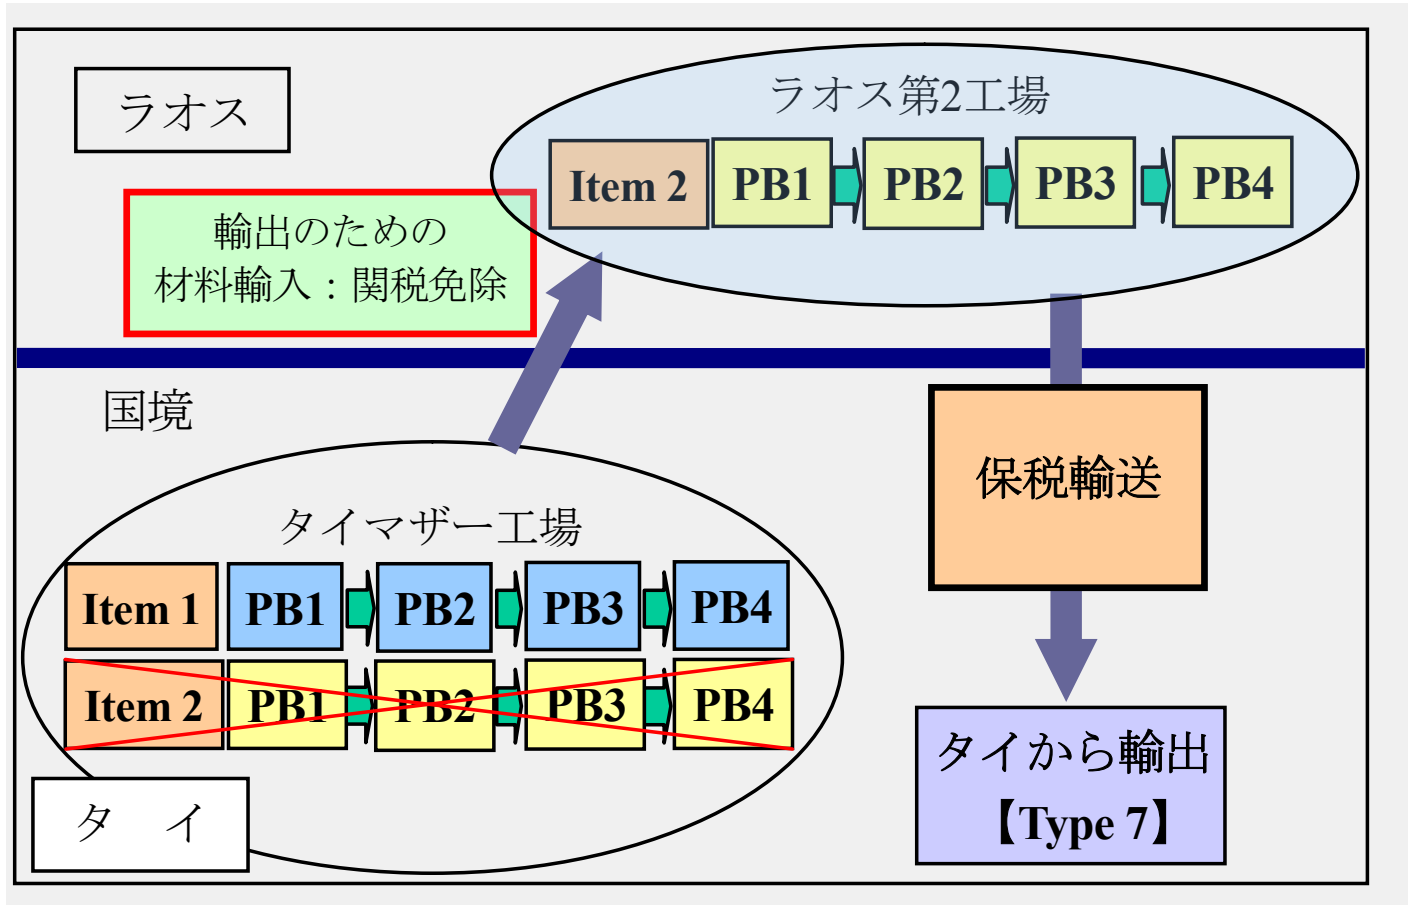 ラオス
ラオス第2工場
Item 2 PB1 PB2 PB3 PB4
輸出のための
材料輸入：関税免除
国境
保税輸送
タイマザー工場
Item 1 PB1 PB2 PB3 PB4
Item 2 PB1 PB2 PB3 PB4
タイから輸出
【Type 7】
タ　イ